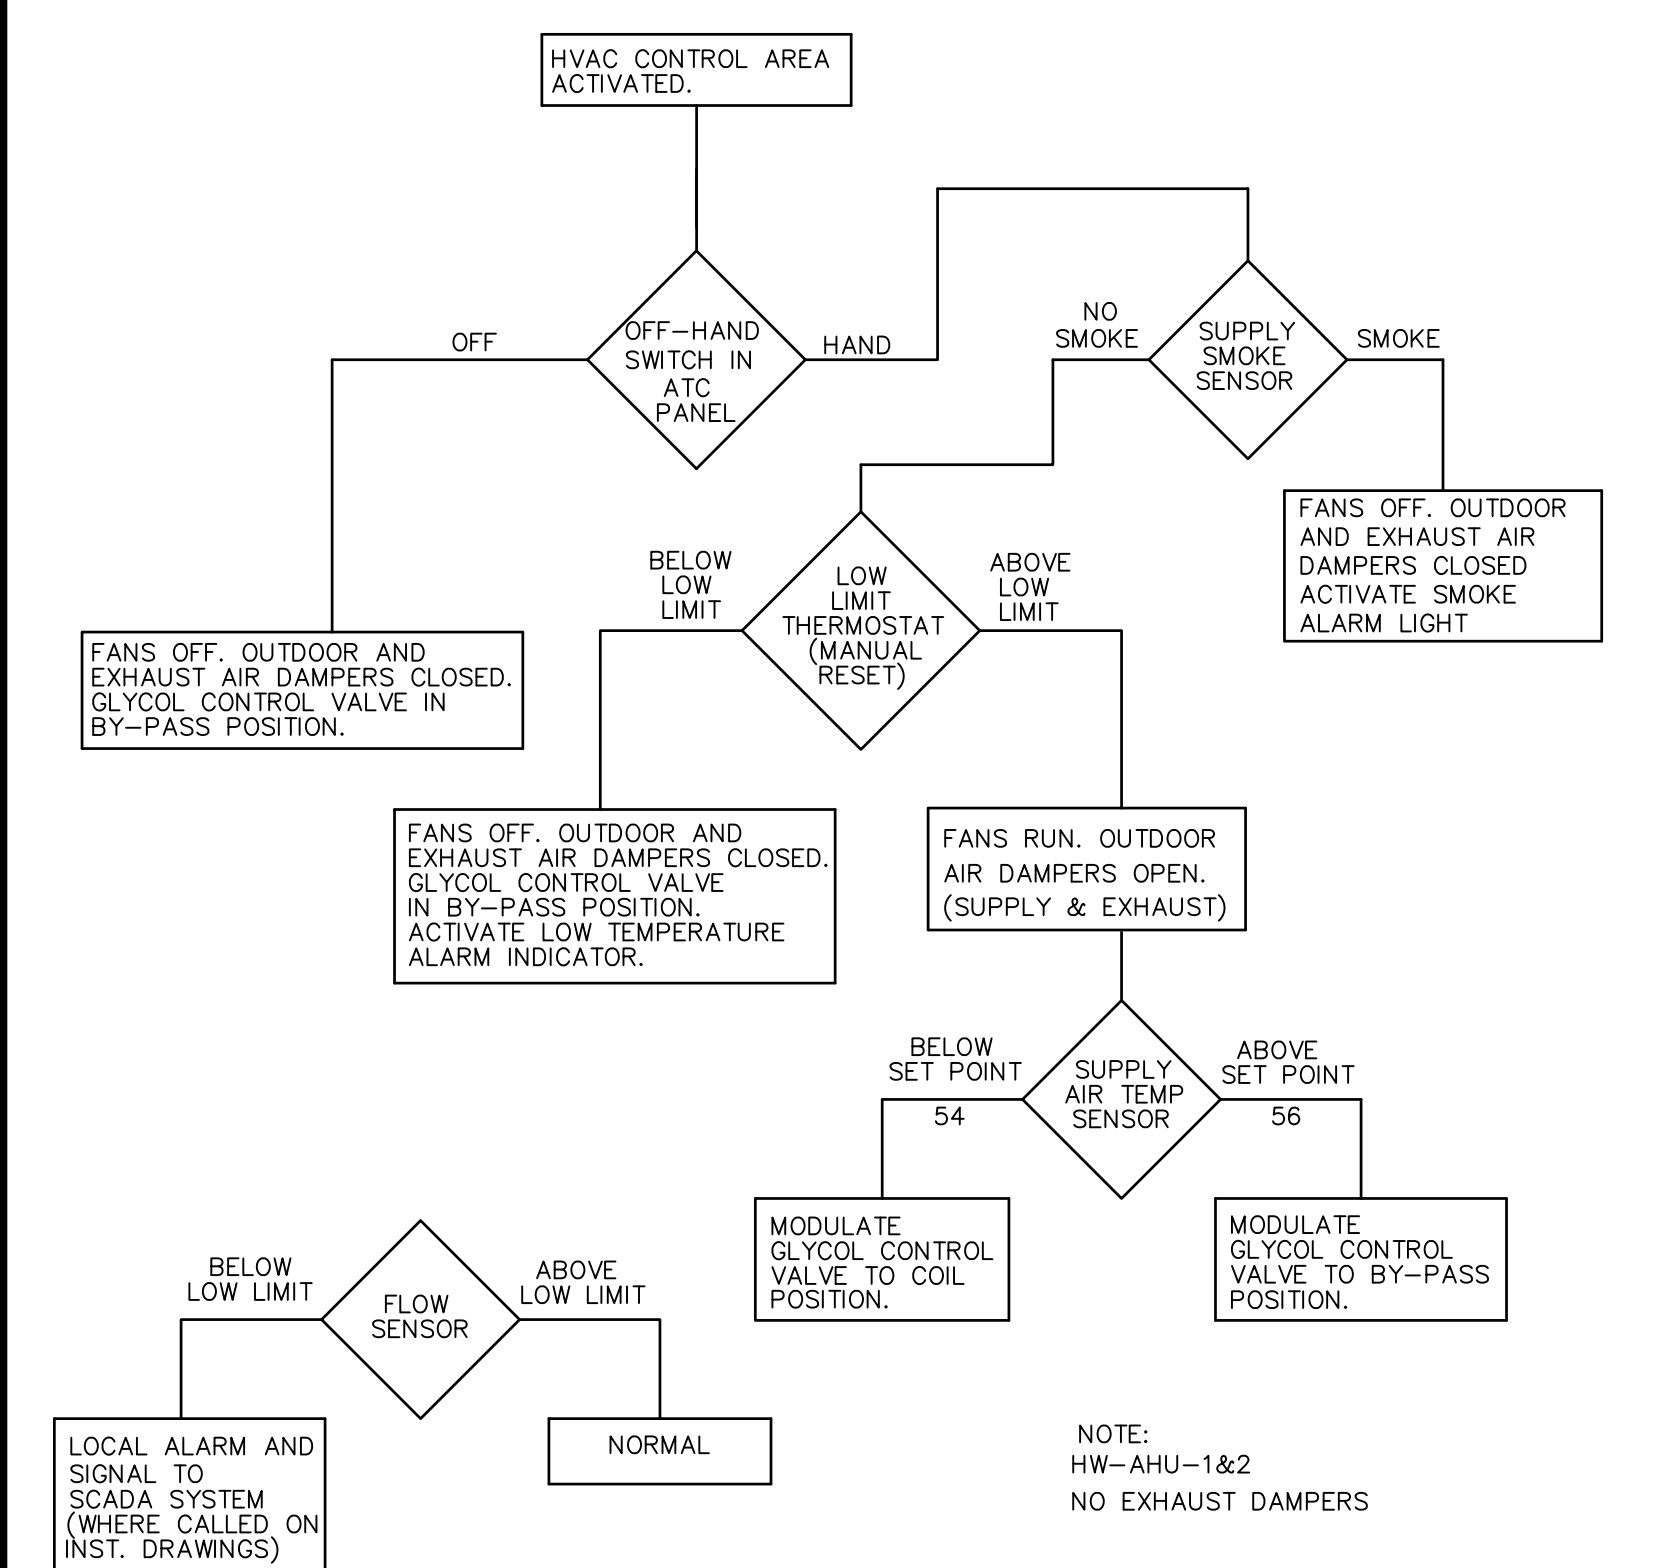 HVAC CONTROL AREA
ACTIVATED.
OFF-HAND
SWITCH IN
ATC
PANEL
OFF
HAND
NO
SMOKE
SUPPLY
SMOKE
SENSOR
SMOKE
FANS OFF. OUTDOOR
AND EXHAUST AIR
DAMPERS CLOSED
ACTIVATE SMOKE
ALARM LIGHT
BELOW
LOW
LIMIT
LOW
LIMIT
THERMOSTAT
(MANUAL
RESET)
ABOVE
LOW
LIMIT
FANS OFF. OUTDOOR AND
EXHAUST AIR DAMPERS CLOSED.
GLYCOL CONTROL VALVE IN
BY-PASS POSITION.
FANS OFF. OUTDOOR AND
EXHAUST AIR DAMPERS CLOSED.
GLYCOL CONTROL VALVE
IN BY-PASS POSITION.
ACTIVATE LOW TEMPERATURE
ALARM INDICATOR.
FANS RUN. OUTDOOR
AIR DAMPERS OPEN.
(SUPPLY & EXHAUST)
BELOW
SET POINT
54
SUPPLY
AIR TEMP
SENSOR
ABOVE
SET POINT
56
MODULATE
GLYCOL CONTROL
VALVE TO COIL
POSITION.
MODULATE
GLYCOL CONTROL
VALVE TO BY-PASS
POSITION.
BELOW
LOW LIMIT
FLOW
SENSOR
ABOVE
LOW LIMIT
LOCAL ALARM AND
SIGNAL TO
SCADA SYSTEM
(WHERE CALLED ON
INST. DRAWINGS)
NORMAL
NOTE:
HW-AHU-1&2
NO EXHAUST DAMPERS